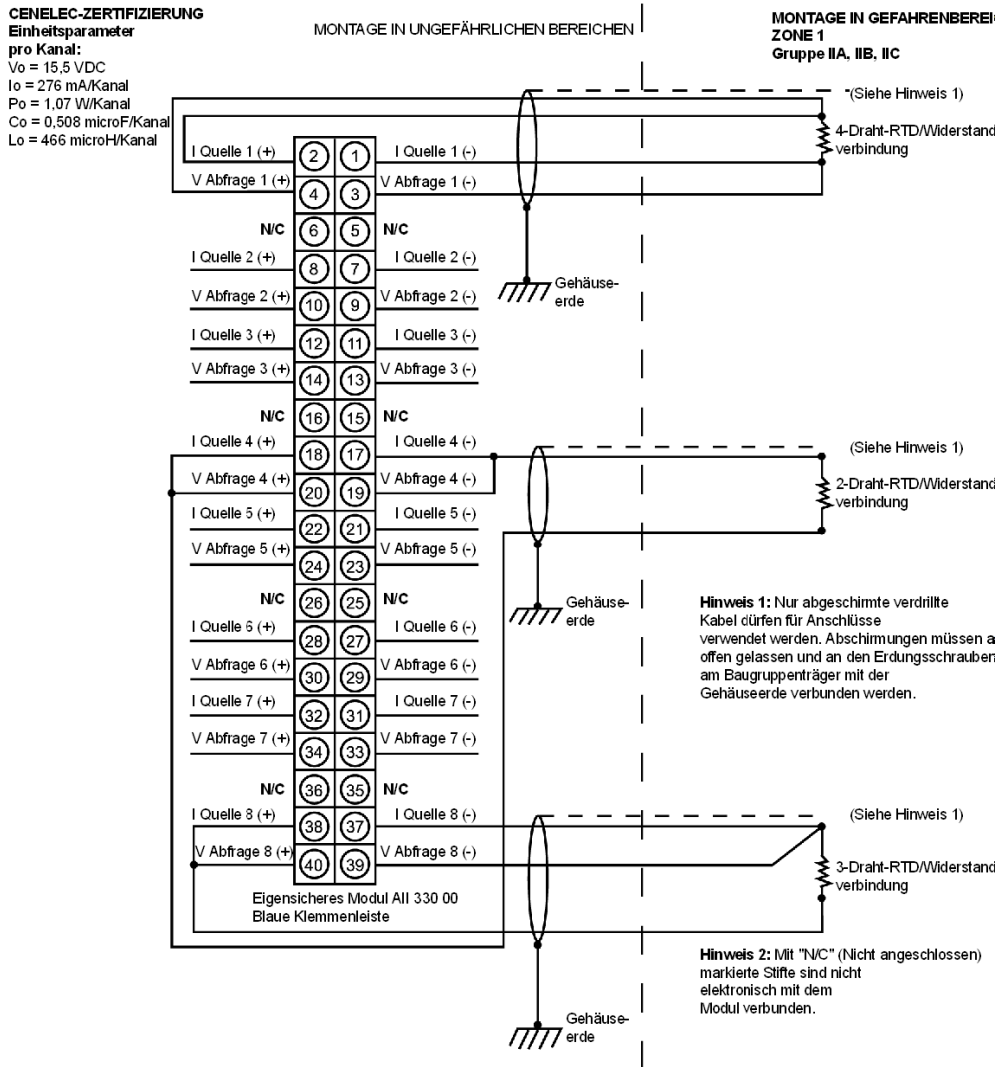 CENELEC-ZERTIFIZIERUNG
Einheitsparameter
pro Kanal:
Vo = 15,5 VDC
Io = 276 mA/Kanal
Po = 1,07 W/Kanal
Co = 0,508 microF/Kanal
Lo = 466 microH/Kanal
MONTAGE IN UNGEFÄHRLICHEN BEREICHEN
MONTAGE IN GEFAHRENBEREI
ZONE 1
Gruppe IIA, IIB, IIC
(Siehe Hinweis 1)
4-Draht-RTD/Widerstand
verbindung
I Quelle 1 (+) 2 1 I Quelle 1 (-)
V Abfrage 1 (+) 4 3 V Abfrage 1 (-)
N/C 6 5 N/C
I Quelle 2 (+) 8 7 I Quelle 2 (-)
V Abfrage 2 (+) 10 9 V Abfrage 2 (-)
Gehäuse-
erde
I Quelle 3 (+) 12 11 I Quelle 3 (-)
V Abfrage 3 (+) 14 13 V Abfrage 3 (-)
N/C 16 15 N/C
I Quelle 4 (+) 18 17 I Quelle 4 (-)
V Abfrage 4 (+) 20 19 V Abfrage 4 (-)
(Siehe Hinweis 1)
2-Draht-RTD/Widerstand
verbindung
I Quelle 5 (+) 22 21 I Quelle 5 (-)
V Abfrage 5 (+) 24 23 V Abfrage 5 (-)
N/C 26 25 N/C
Gehäuse-
erde
I Quelle 6 (+) 28 27 I Quelle 6 (-)
V Abfrage 6 (+) 30 29 V Abfrage 6 (-)
I Quelle 7 (+) 32 31 I Quelle 7 (-)
V Abfrage 7 (+) 34 33 V Abfrage 7 (-)
Hinweis 1: Nur abgeschirmte verdrillte
Kabel dürfen für Anschlüsse
verwendet werden. Abschirmungen müssen a
offen gelassen und an den Erdungsschrauben
am Baugruppenträger mit der
Gehäuseerde verbunden werden.
N/C 36 35 N/C
I Quelle 8 (+) 38 37 I Quelle 8 (-)
V Abfrage 8 (+) 40 39 V Abfrage 8 (-)
(Siehe Hinweis 1)
3-Draht-RTD/Widerstand
verbindung
Eigensicheres Modul AII 330 00
Blaue Klemmenleiste
Hinweis 2: Mit "N/C" (Nicht angeschlossen)
markierte Stifte sind nicht
elektronisch mit dem
Modul verbunden.
Gehäuse-
erde